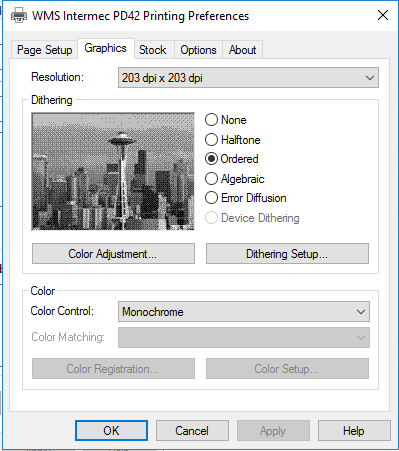 WMS Intermec PD42 Printing Preferences
Page Setup Graphics Stock Options About
Resolution: 203 dpi x 203 dpi
Dithering
None
Halftone
Ordered
Algebraic
Error Diffusion
Device Dithering
Color Adjustment... Dithering Setup...
Color
Color Control: Monochrome
Color Matching:
Color Registration... Color Setup...
OK Cancel Apply Help